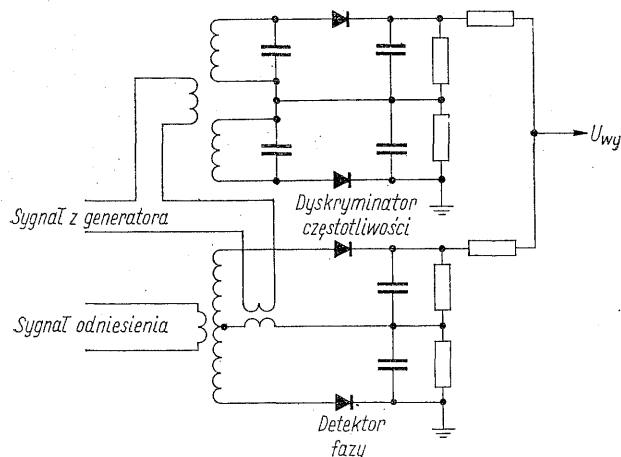 U_wy
Dyskryminator
częstotliwości
Sygnał z generatora
Sygnał odniesienia
Detektor
fazy